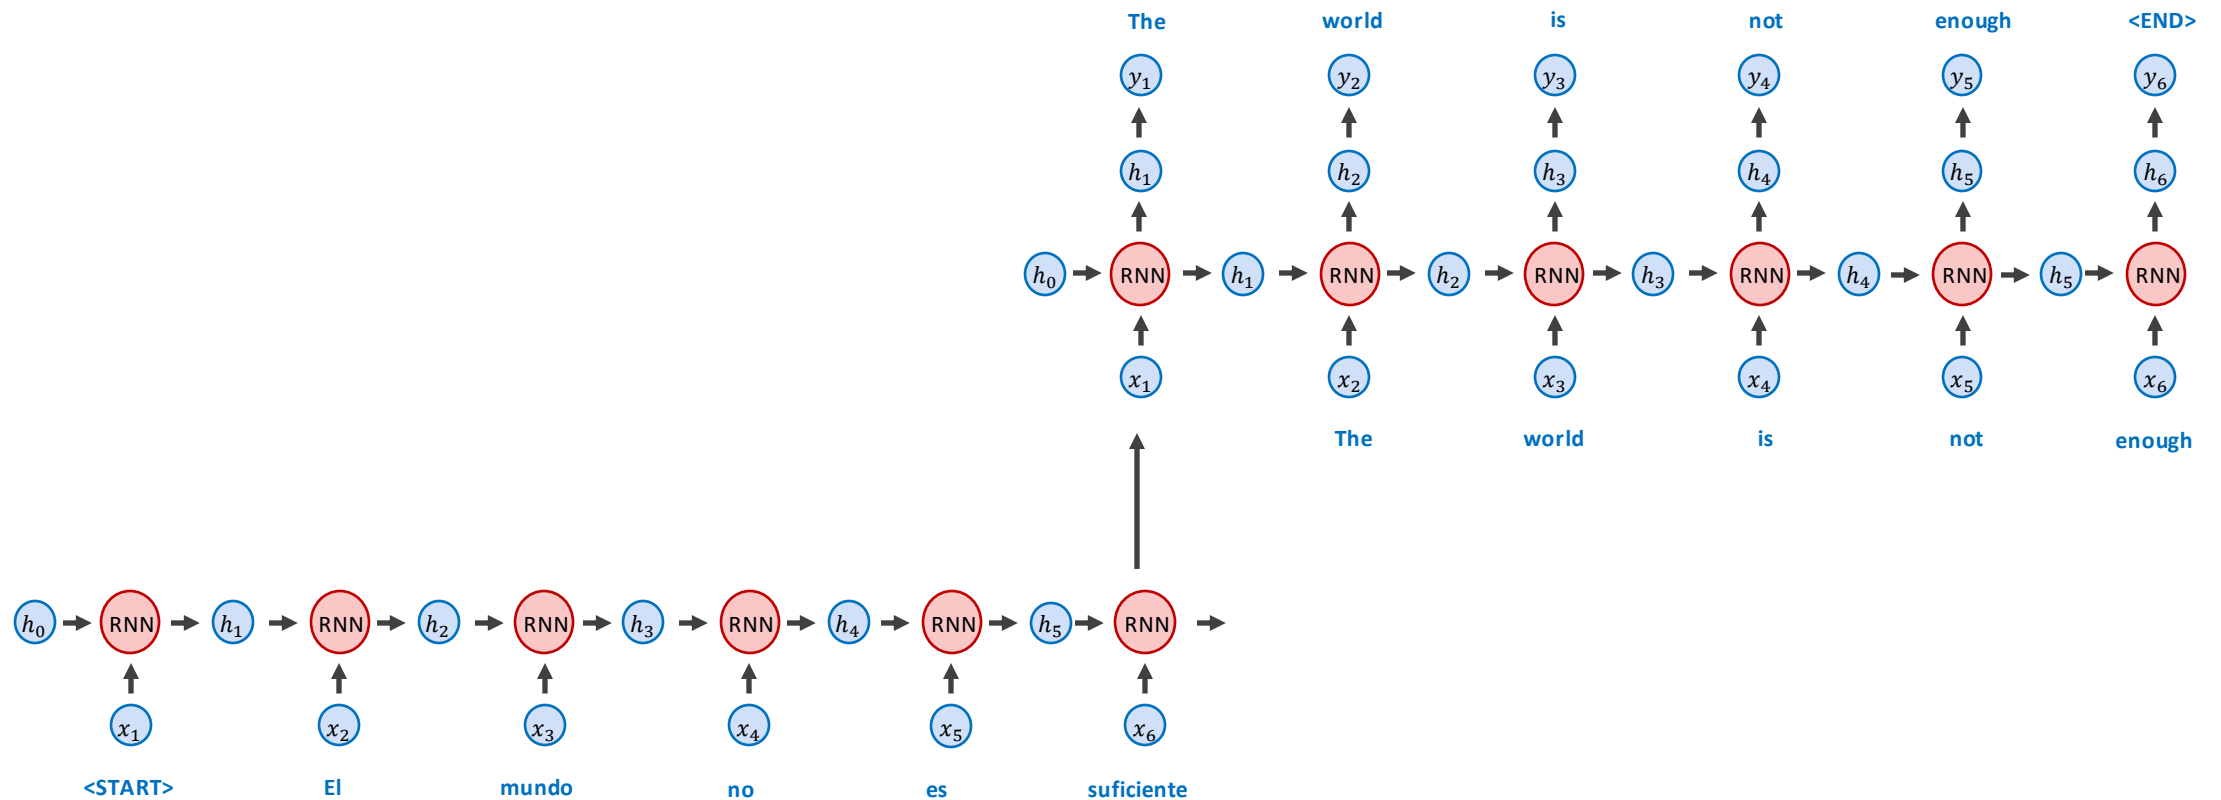 The world is not enough <END>
y₁ y₂ y₃ y₄ y₅ y₆
h₁ h₂ h₃ h₄ h₅ h₆
h₀ RNN h₁ RNN h₂ RNN h₃ RNN h₄ RNN h₅ RNN
x₁ x₂ x₃ x₄ x₅ x₆
The world is not enough
h₀ RNN h₁ RNN h₂ RNN h₃ RNN h₄ RNN h₅ RNN
x₁ x₂ x₃ x₄ x₅ x₆
<START> El mundo no es suficiente